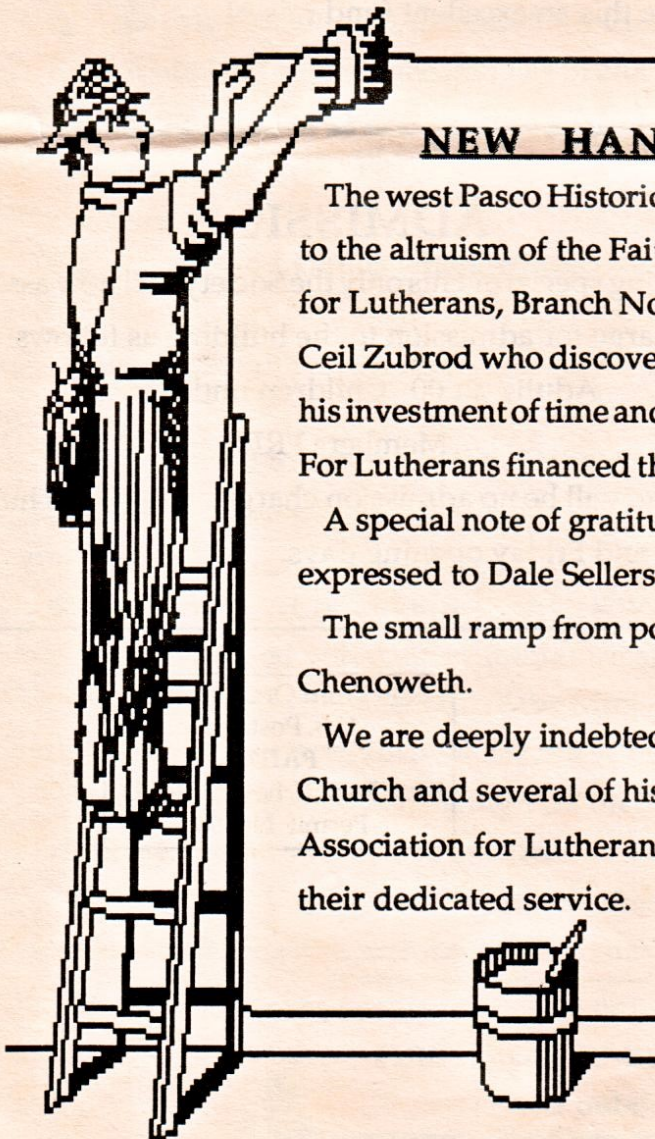 NEW HAN
The west Pasco Historic
to the altruism of the Fai
for Lutherans, Branch No
Ceil Zubrod who discove
his investment of time and
For Lutherans financed th
A special note of gratitu
expressed to Dale Sellers
The small ramp from po
Chenoweth.
We are deeply indebted
Church and several of his
Association for Lutheran
their dedicated service.